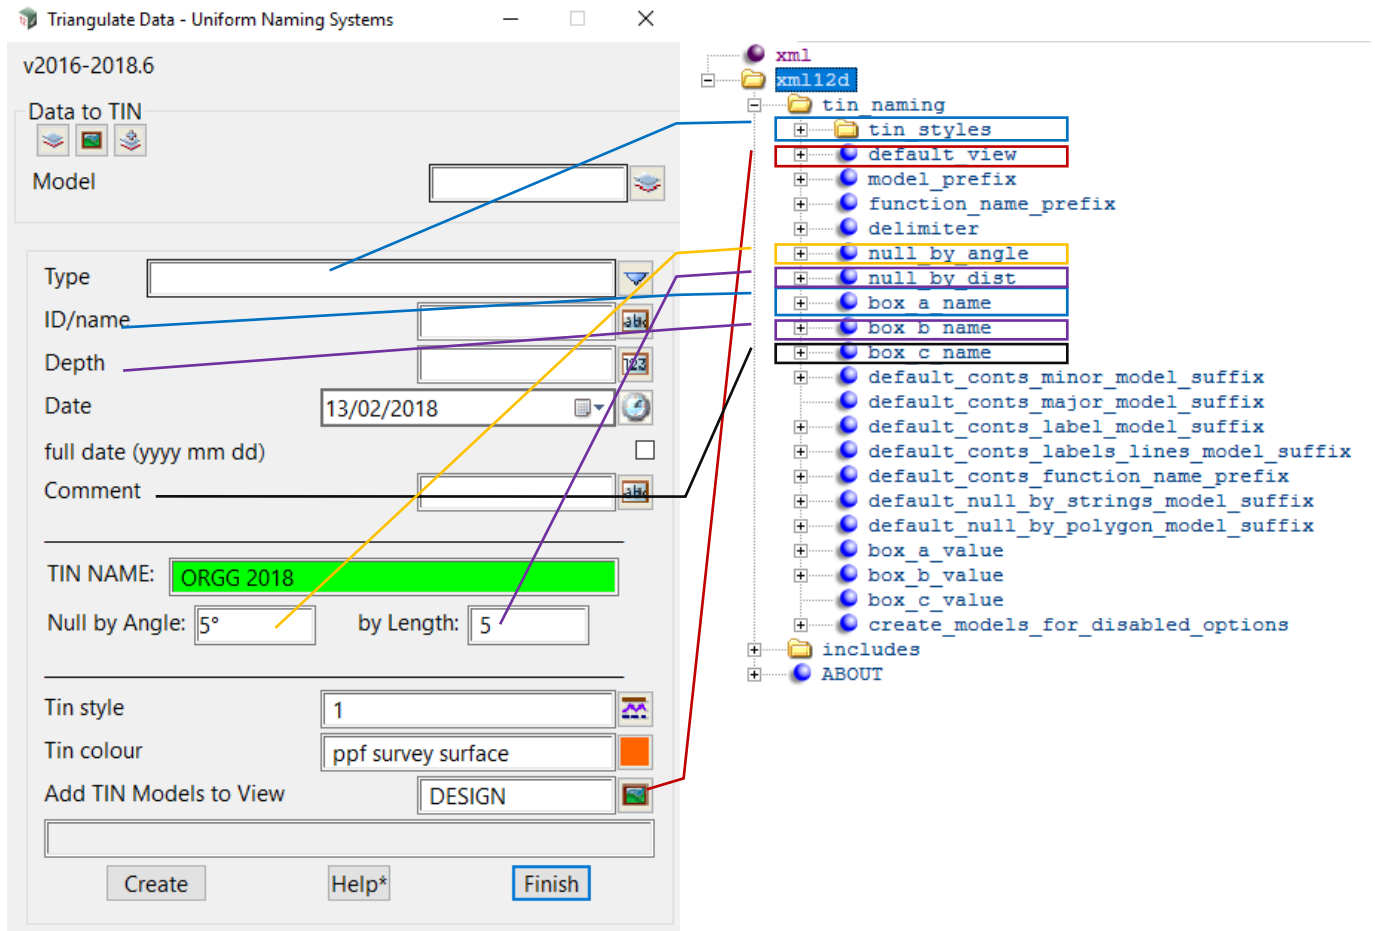 Triangulate Data - Uniform Naming Systems
v2016-2018.6
Data to TIN
Model
Type
ID/name
abc
Depth
123
Date
13/02/2018
full date (yyyy mm dd)
Comment
abc
TIN NAME:
ORGG 2018
Null by Angle:
5°
by Length:
5
Tin style
1
Tin colour
ppf survey surface
Add TIN Models to View
DESIGN
Create
Help*
Finish
xml
xml12d
tin_naming
tin_styles
default_view
model_prefix
function_name_prefix
delimiter
null_by_angle
null_by_dist
box_a_name
box_b_name
box_c_name
default_conts_minor_model_suffix
default_conts_major_model_suffix
default_conts_label_model_suffix
default_conts_labels_lines_model_suffix
default_conts_function_name_prefix
default_null_by_strings_model_suffix
default_null_by_polygon_model_suffix
box_a_value
box_b_value
box_c_value
create_models_for_disabled_options
includes
ABOUT